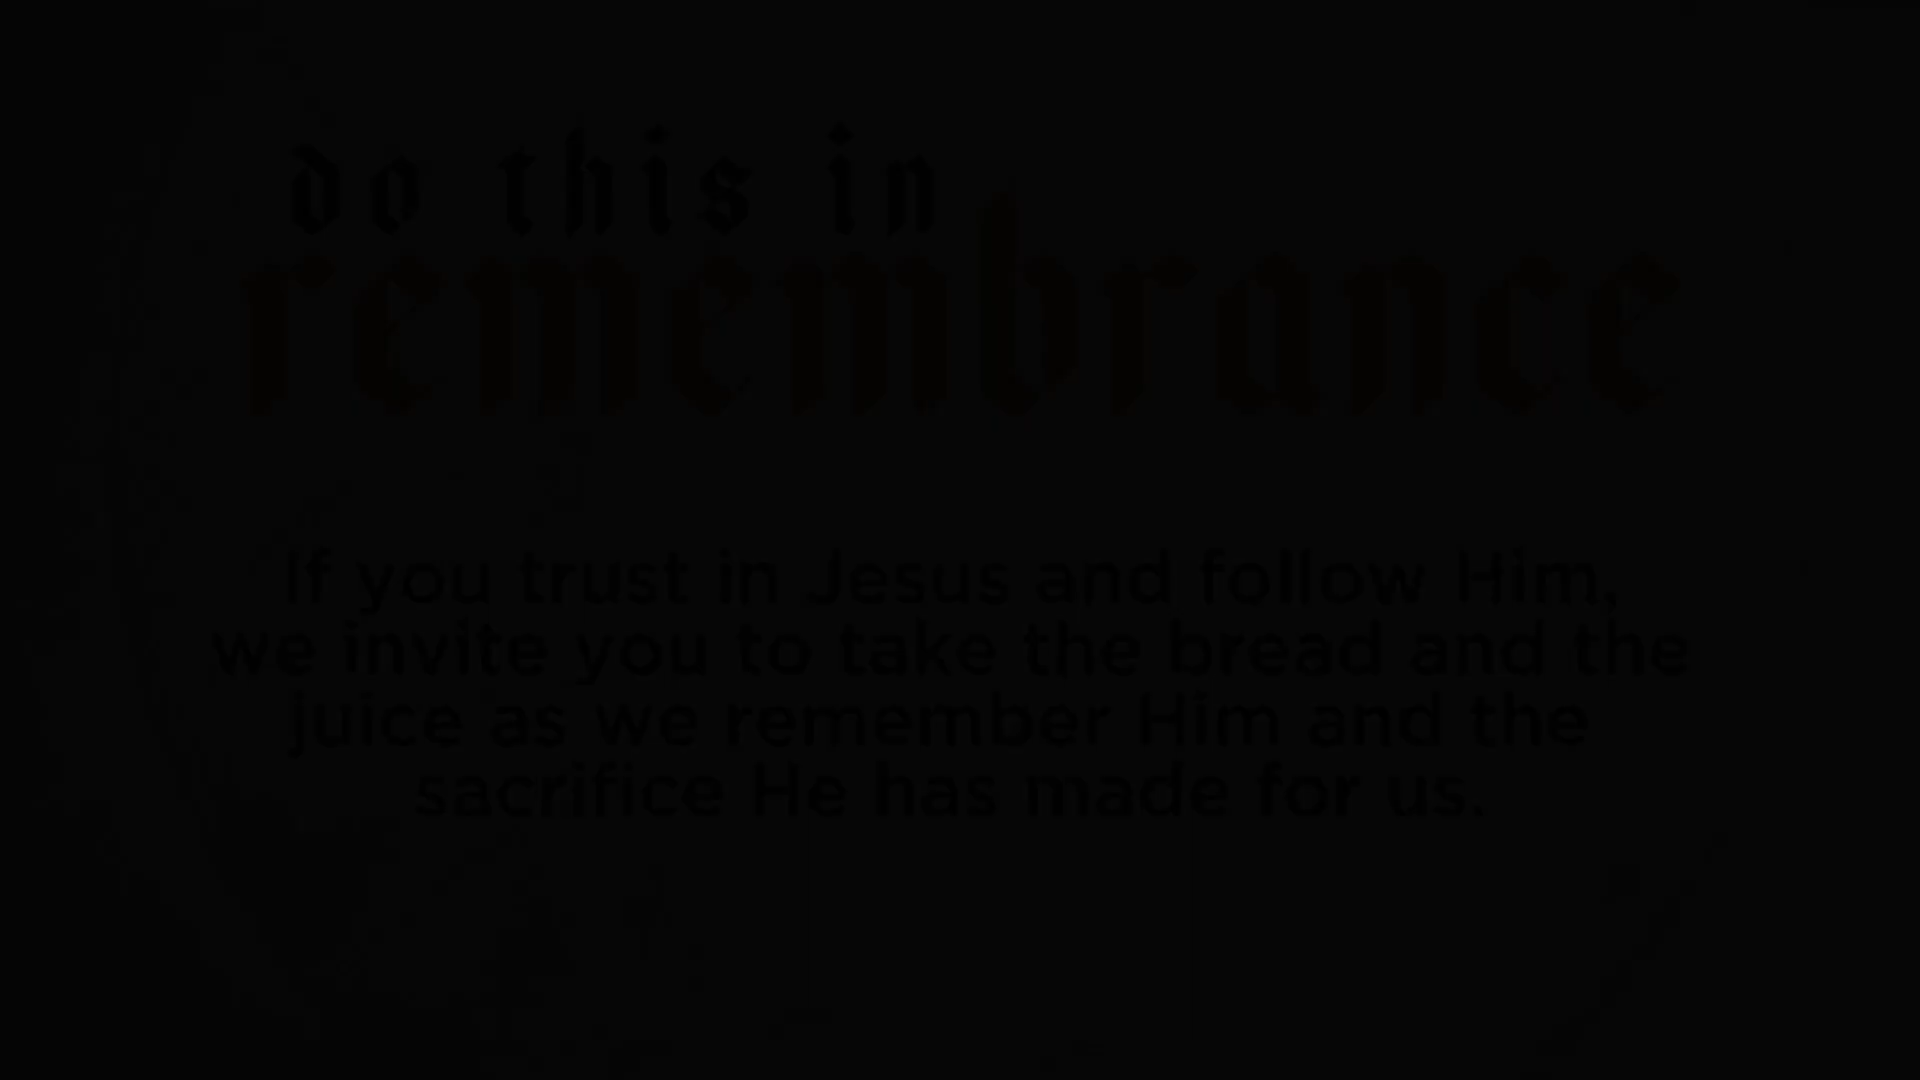 do this in
remembrance
If you trust in Jesus and follow Him,
we invite you to take the bread and the
juice as we remember Him and the
sacrifice He has made for us.